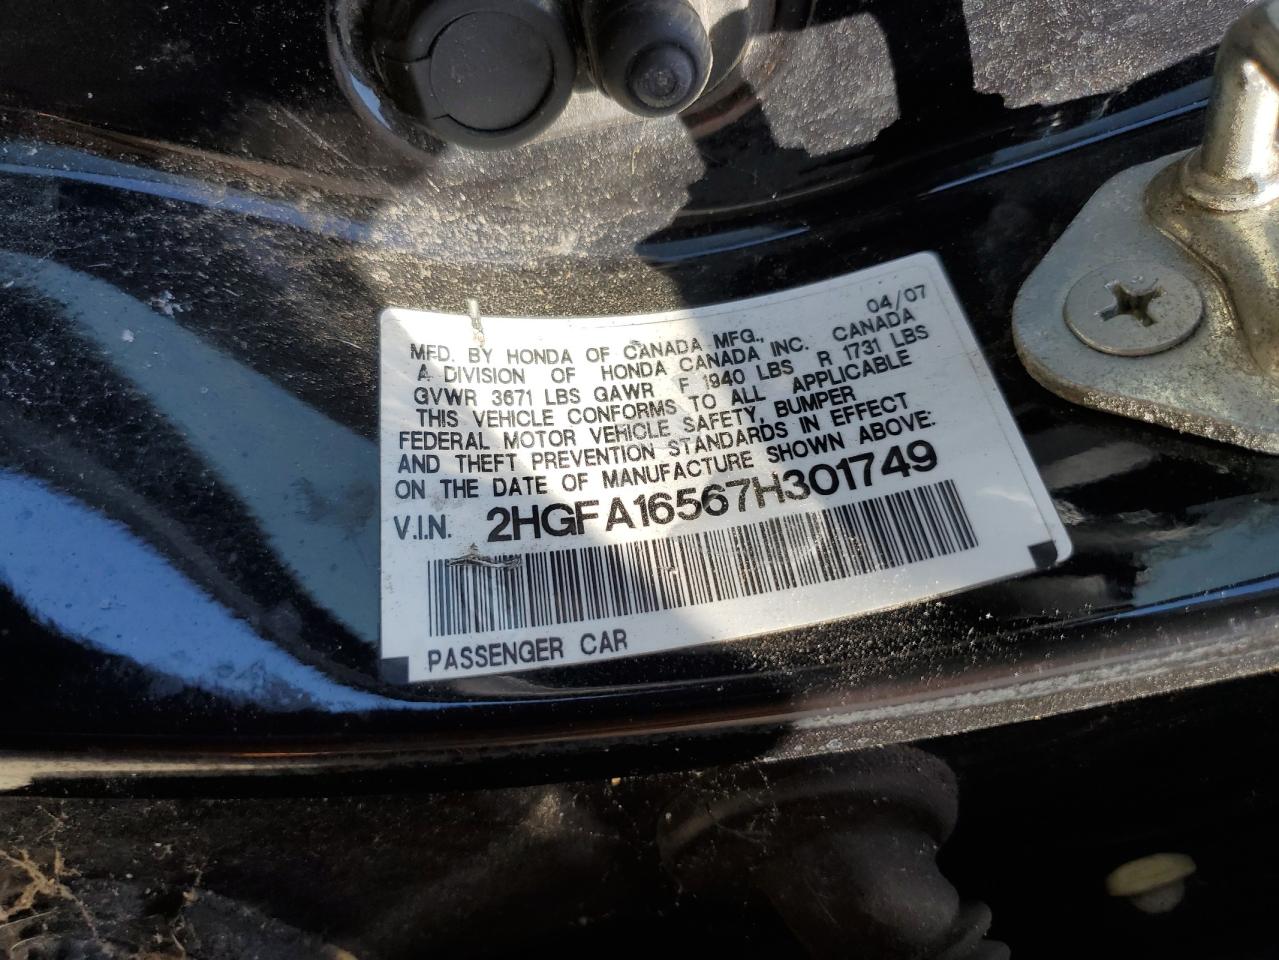 04/07
MFD. BY HONDA OF CANADA MFG.,
A DIVISION OF HONDA CANADA INC. CANADA
GVWR 3671 LBS GAWR F 1940 LBS R 1731 LBS
THIS VEHICLE CONFORMS TO ALL APPLICABLE
FEDERAL MOTOR VEHICLE SAFETY, BUMPER
AND THEFT PREVENTION STANDARDS IN EFFECT
ON THE DATE OF MANUFACTURE SHOWN ABOVE.
V.I.N. 2HGFA16567H301749
PASSENGER CAR